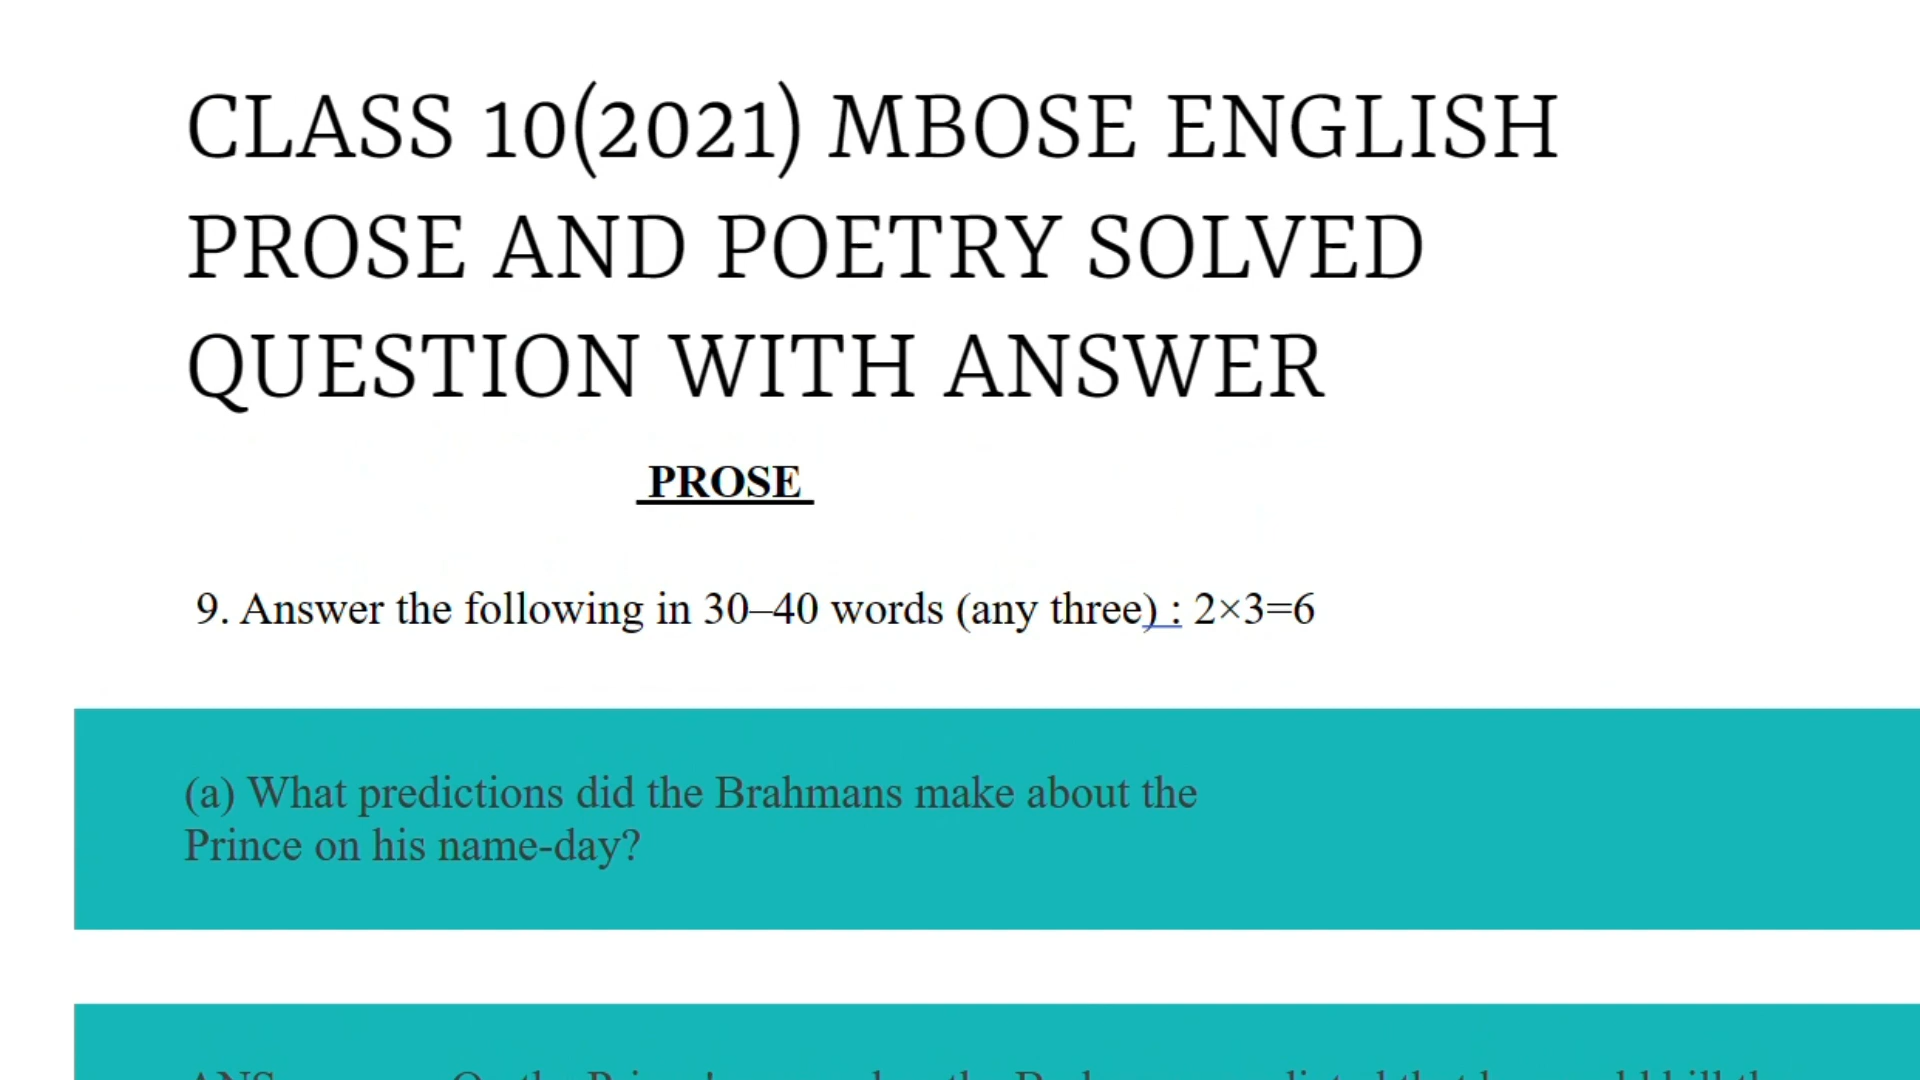 CLASS 10(2021) MBOSE ENGLISH
PROSE AND POETRY SOLVED
QUESTION WITH ANSWER
PROSE
9. Answer the following in 30–40 words (any three) : 2×3=6
(a) What predictions did the Brahmans make about the
Prince on his name-day?